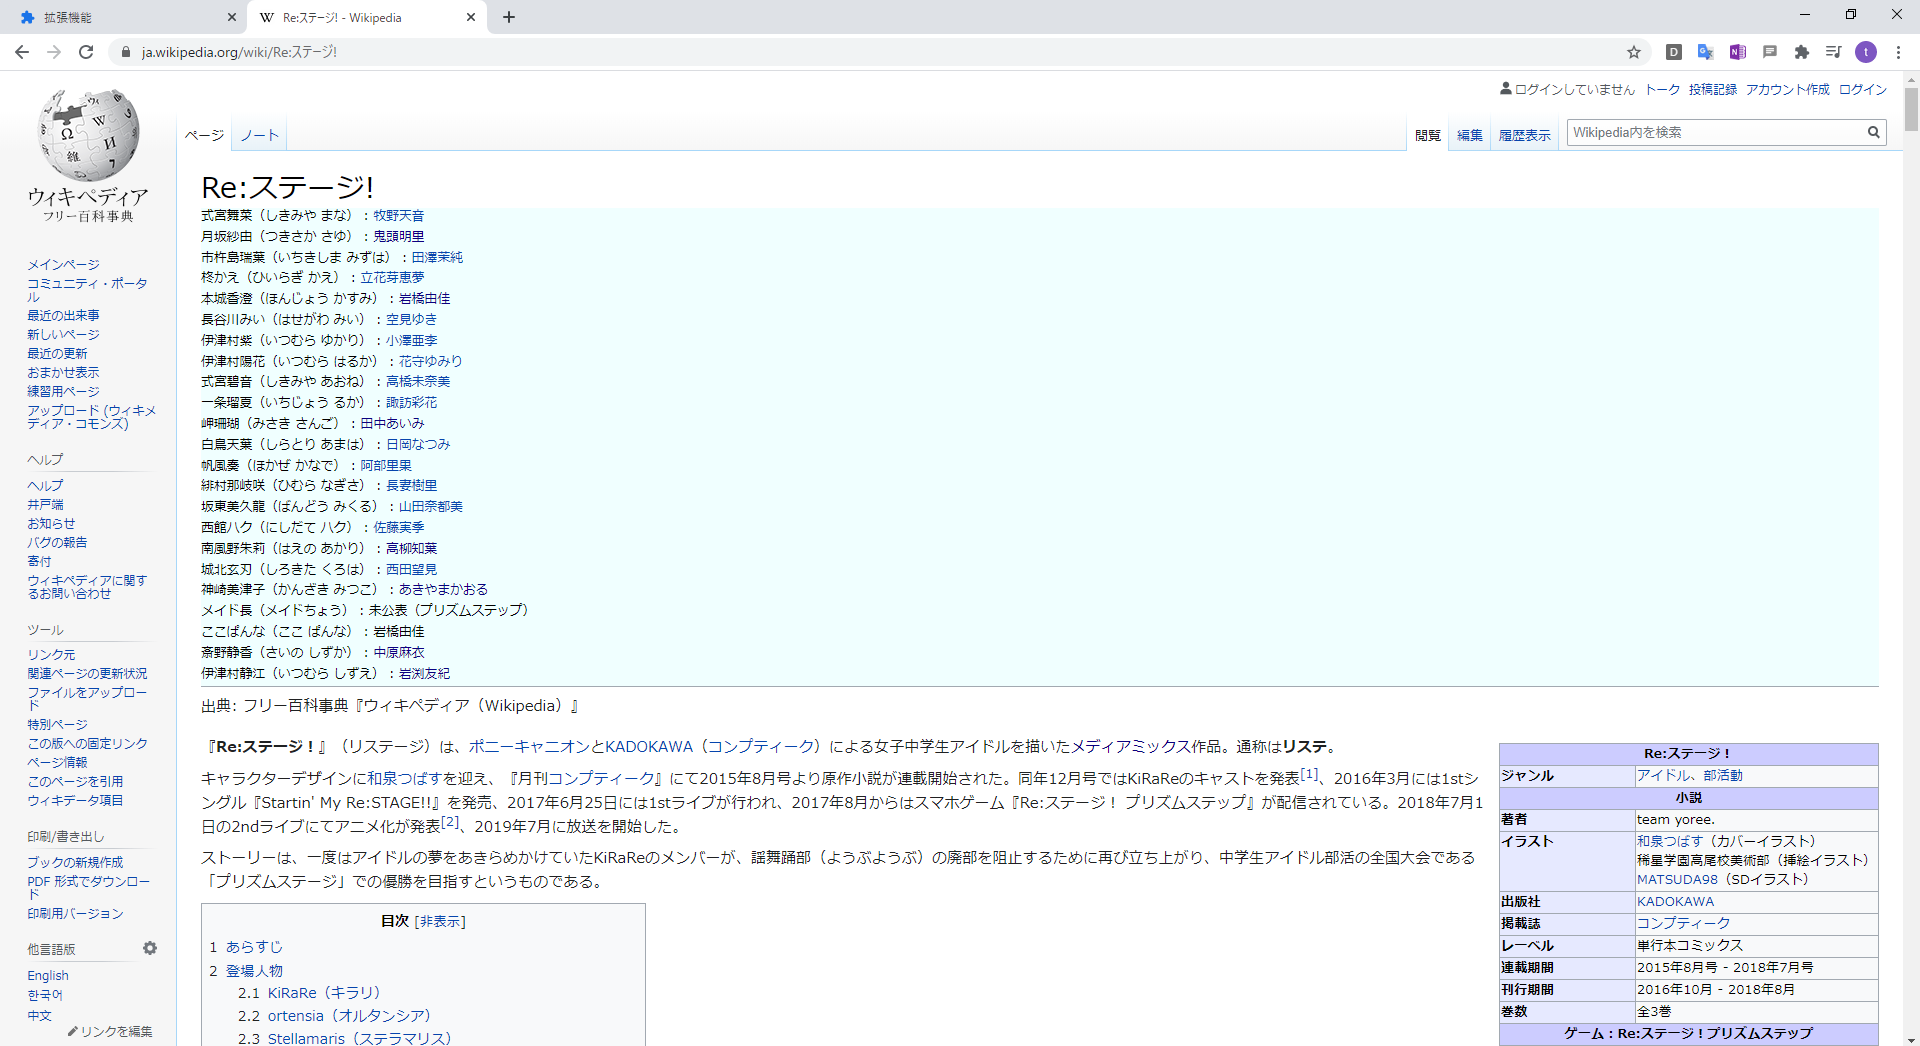 拡張機能
Re:ステージ! - Wikipedia
ja.wikipedia.org/wiki/Re:ステージ!
ログインしていません トーク 投稿記録 アカウント作成 ログイン
ページ ノート
閲覧 編集 履歴表示 Wikipedia内を検索
ウィキペディア
フリー百科事典
メインページ
コミュニティ・ポータ
ル
最近の出来事
新しいページ
最近の更新
おまかせ表示
練習用ページ
アップロード (ウィキメ
ディア・コモンズ)
ヘルプ
ヘルプ
井戸端
お知らせ
バグの報告
寄付
ウィキペディアに関す
るお問い合わせ
ツール
リンク元
関連ページの更新状況
ファイルをアップロー
ド
特別ページ
この版への固定リンク
ページ情報
このページを引用
ウィキデータ項目
印刷/書き出し
ブックの新規作成
PDF 形式でダウンロー
ド
印刷用バージョン
他言語版
English
한국어
中文
リンクを編集
Re:ステージ!
式宮舞菜（しきみや まな）：牧野天音
月坂紗由（つきさか さゆ）：鬼頭明里
市杵島瑞葉（いちきしま みずは）：田澤茉純
柊かえ（ひいらぎ かえ）：立花芽恵夢
本城香澄（ほんじょう かすみ）：岩橋由佳
長谷川みい（はせがわ みい）：空見ゆき
伊津村紫（いつむら ゆかり）：小澤亜李
伊津村陽花（いつむら はるか）：花守ゆみり
式宮碧音（しきみや あおね）：高橋未奈美
一条瑠夏（いちじょう るか）：諏訪彩花
岬珊瑚（みさき さんご）：田中あいみ
白鳥天葉（しらとり あまは）：日岡なつみ
帆風奏（ほかぜ かなで）：阿部里果
緋村那岐咲（ひむら なぎさ）：長妻樹里
坂東美久龍（ばんどう みくる）：山田奈都美
西館ハク（にしだて ハク）：佐藤実季
南風野朱莉（はえの あかり）：高柳知葉
城北玄刃（しろきた くろは）：西田望見
神崎美津子（かんざき みつこ）：あきやまかおる
メイド長（メイドちょう）：未公表（プリズムステップ）
ここぱんな（ここ ぱんな）：岩橋由佳
斎野静香（さいの しずか）：中原麻衣
伊津村静江（いつむら しずえ）：岩渕友紀
出典: フリー百科事典『ウィキペディア（Wikipedia）』
『Re:ステージ！』（リステージ）は、ポニーキャニオンとKADOKAWA（コンプティーク）による女子中学生アイドルを描いたメディアミックス作品。通称はリステ。
キャラクターデザインに和泉つばすを迎え、『月刊コンプティーク』にて2015年8月号より原作小説が連載開始された。同年12月号ではKiRaReのキャストを発表[1]、2016年3月には1stシ
ングル『Startin' My Re:STAGE!!』を発売、2017年6月25日には1stライブが行われ、2017年8月からはスマホゲーム『Re:ステージ！ プリズムステップ』が配信されている。2018年7月1
日の2ndライブにてアニメ化が発表[2]、2019年7月に放送を開始した。
ストーリーは、一度はアイドルの夢をあきらめかけていたKiRaReのメンバーが、謡舞踊部（ようぶようぶ）の廃部を阻止するために再び立ち上がり、中学生アイドル部活の全国大会である
「プリズムステージ」での優勝を目指すというものである。
目次 [非表示]
1 あらすじ
2 登場人物
2.1 KiRaRe（キラリ）
2.2 ortensia（オルタンシア）
2.3 Stellamaris（ステラマリス）
Re:ステージ！
ジャンル アイドル、部活動
小説
著者 team yoree.
イラスト 和泉つばす（カバーイラスト）
稀星学園高尾校美術部（挿絵イラスト）
MATSUDA98（SDイラスト）
出版社 KADOKAWA
掲載誌 コンプティーク
レーベル 単行本コミックス
連載期間 2015年8月号 - 2018年7月号
刊行期間 2016年10月 - 2018年8月
巻数 全3巻
ゲーム：Re:ステージ！プリズムステップ